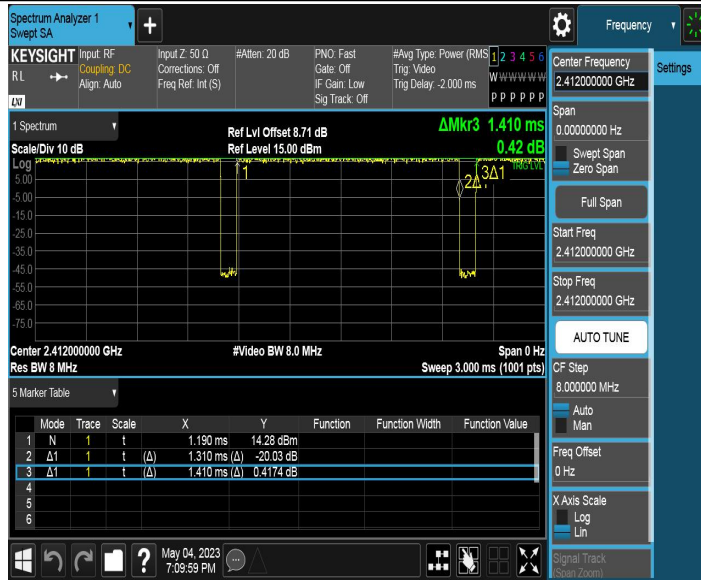 Spectrum Analyzer 1
Swept SA
Frequency
KEYSIGHT
RL
LXI
Input: RF
Coupling: DC
Align: Auto
Input Z: 50 Ω
Corrections: Off
Freq Ref: Int (S)
#Atten: 20 dB
PNO: Fast
Gate: Off
IF Gain: Low
Sig Track: Off
#Avg Type: Power (RMS
Trig: Video
Trig Delay: -2.000 ms
1 2 3 4 5 6
W W W W W W
P P P P P P
1 Spectrum
Scale/Div 10 dB
Ref Lvl Offset 8.71 dB
Ref Level 15.00 dBm
ΔMkr3 1.410 ms
0.42 dB
Log
TRIG LVL
1
2Δ
3Δ1
5.00
-5.00
-15.0
-25.0
-35.0
-45.0
-55.0
-65.0
-75.0
Center 2.412000000 GHz
#Video BW 8.0 MHz
Span 0 Hz
Res BW 8 MHz
Sweep 3.000 ms (1001 pts)
5 Marker Table
Mode Trace Scale X Y Function Function Width Function Value
1 N 1 t 1.190 ms 14.28 dBm
2 Δ1 1 t (Δ) 1.310 ms (Δ) -20.03 dB
3 Δ1 1 t (Δ) 1.410 ms (Δ) 0.4174 dB
4
5
6
May 04, 2023
7:09:59 PM
Center Frequency
2.412000000 GHz
Settings
Span
0.00000000 Hz
Swept Span
Zero Span
Full Span
Start Freq
2.412000000 GHz
Stop Freq
2.412000000 GHz
AUTO TUNE
CF Step
8.000000 MHz
Auto
Man
Freq Offset
0 Hz
X Axis Scale
Log
Lin
Signal Track
(Span Zoom)